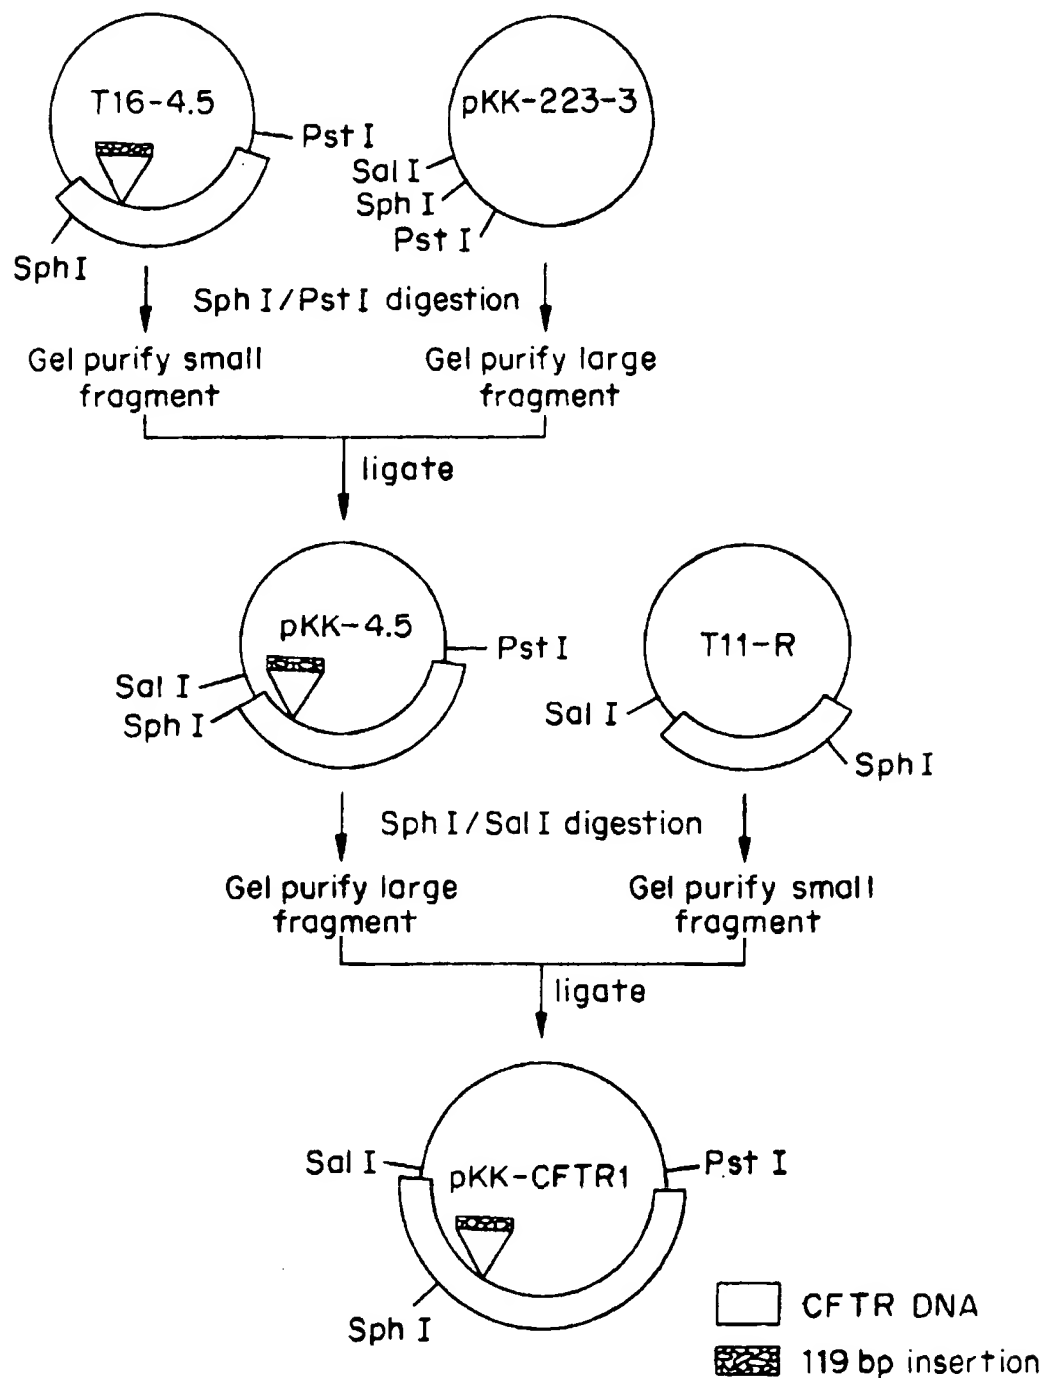 T16-4.5
pKK-223-3
Pst I
Sal I
Sph I
Pst I
Sph I
Sph I/Pst I digestion
Gel purify small
fragment
Gel purify large
fragment
ligate
pKK-4.5
T11-R
Pst I
Sal I
Sph I
Sal I
Sph I
Sph I/Sal I digestion
Gel purify large
fragment
Gel purify small
fragment
ligate
Sal I
Pst I
pKK-CFTR1
Sph I
CFTR DNA
119 bp insertion